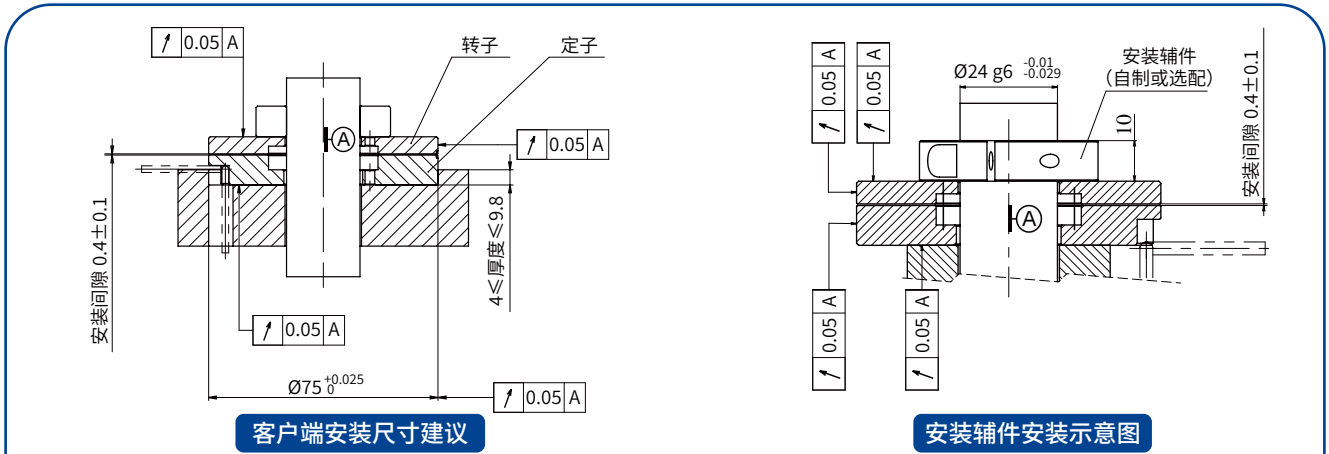 ↗ 0.05 A
转子
定子
A
↗ 0.05 A
安装间隙 0.4±0.1
4≤厚度≤9.8
↗ 0.05 A
Ø75 +0.025 0
↗ 0.05 A
客户端安装尺寸建议
↗ 0.05 A
↗ 0.05 A
Ø24 g6 -0.01 -0.029
安装辅件
（自制或选配）
10
安装间隙 0.4±0.1
A
↗ 0.05 A
↗ 0.05 A
安装辅件安装示意图